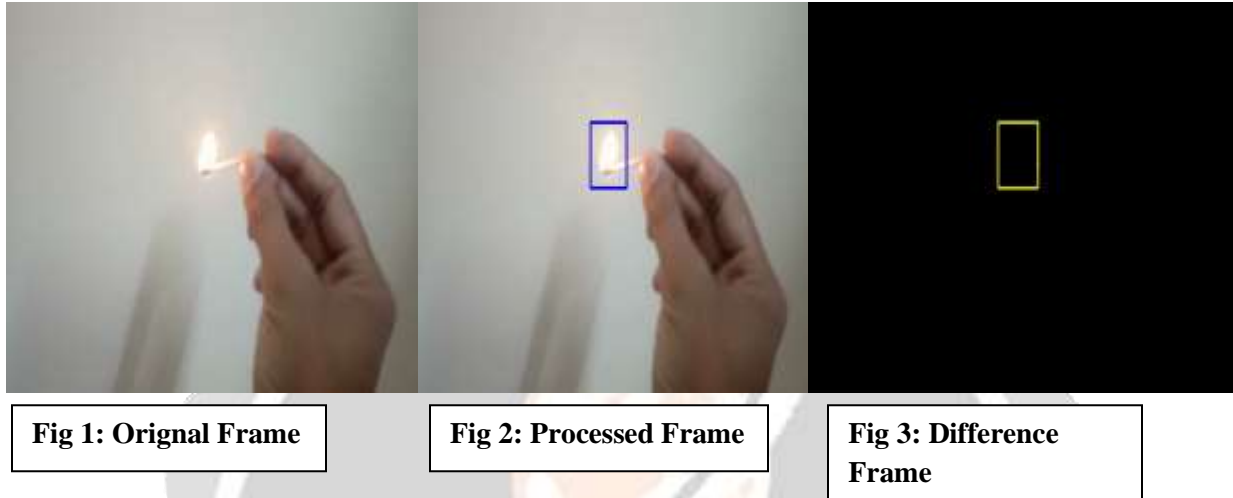 Fig 1: Orignal Frame
Fig 2: Processed Frame
Fig 3: Difference
Frame